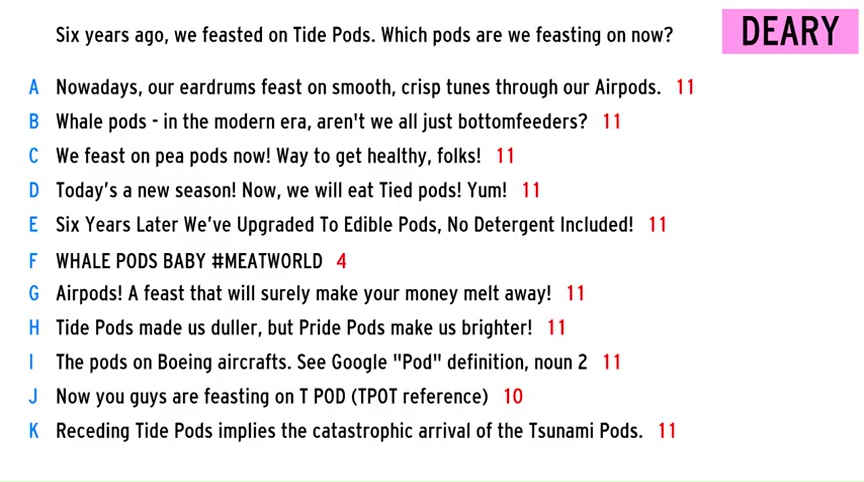 Six years ago, we feasted on Tide Pods. Which pods are we feasting on now?
DEARY
A Nowadays, our eardrums feast on smooth, crisp tunes through our Airpods. 11
B Whale pods - in the modern era, aren't we all just bottomfeeders? 11
C We feast on pea pods now! Way to get healthy, folks! 11
D Today's a new season! Now, we will eat Tied pods! Yum! 11
E Six Years Later We've Upgraded To Edible Pods, No Detergent Included! 11
F WHALE PODS BABY #MEATWORLD 4
G Airpods! A feast that will surely make your money melt away! 11
H Tide Pods made us duller, but Pride Pods make us brighter! 11
I The pods on Boeing aircrafts. See Google "Pod" definition, noun 2 11
J Now you guys are feasting on T POD (TPOT reference) 10
K Receding Tide Pods implies the catastrophic arrival of the Tsunami Pods. 11